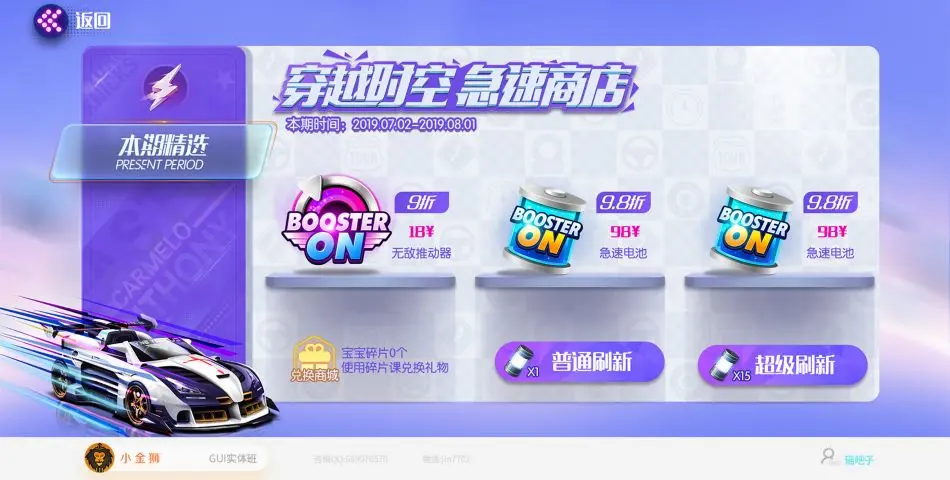 返回
穿越时空 急速商店
本期时间：2019.07.02-2019.08.01
本期精选
PRESENT PERIOD
BOOSTER
ON
9折
18¥
无敌推动器
BOOSTER
ON
9.8折
98¥
急速电池
BOOSTER
ON
9.8折
98¥
急速电池
CARMELO
兑换商城
宝宝碎片0个
使用碎片课兑换礼物
X1
普通刷新
X15
超级刷新
小金狮
GUI实体班